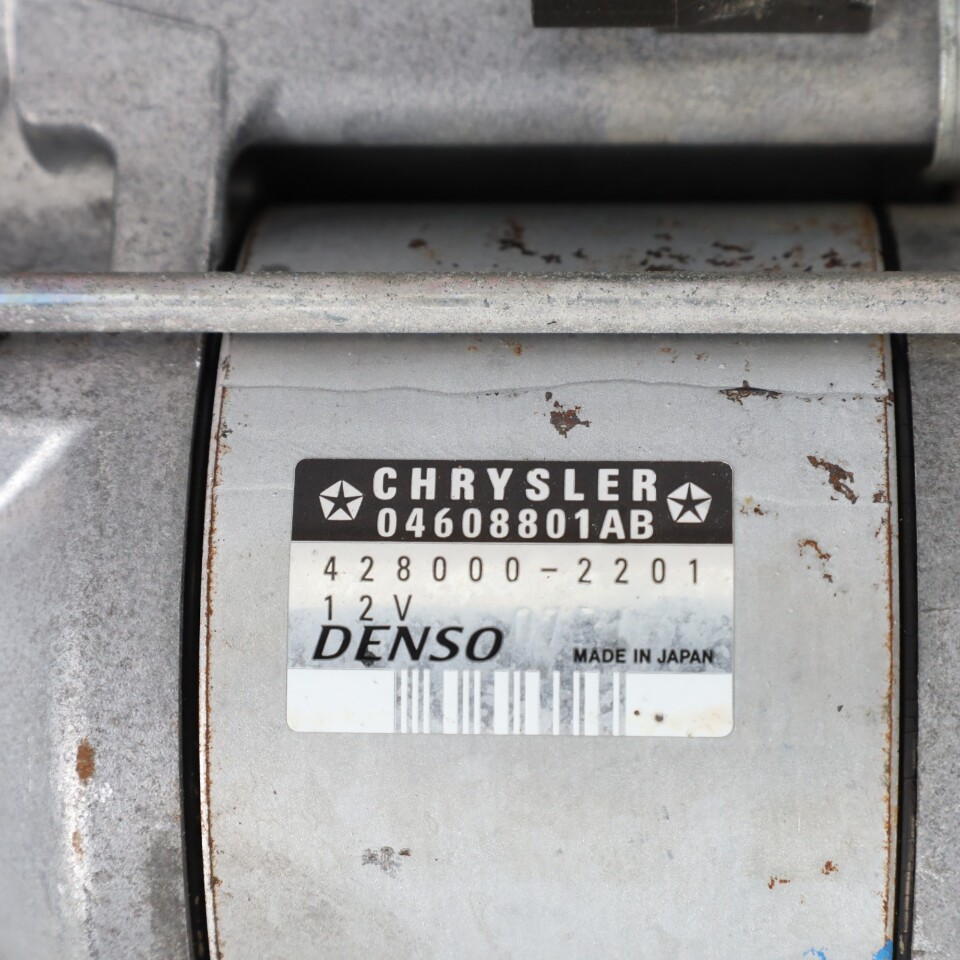 CHRYSLER
04608801AB
428000-2201
12V
DENSO
MADE IN JAPAN